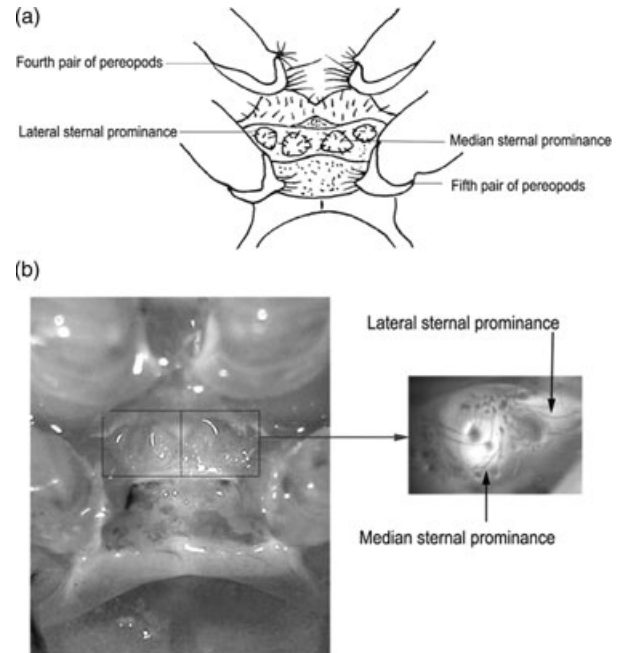 (a)
Fourth pair of pereopods
Lateral sternal prominance
Median sternal prominance
Fifth pair of pereopods
(b)
Lateral sternal prominance
Median sternal prominance